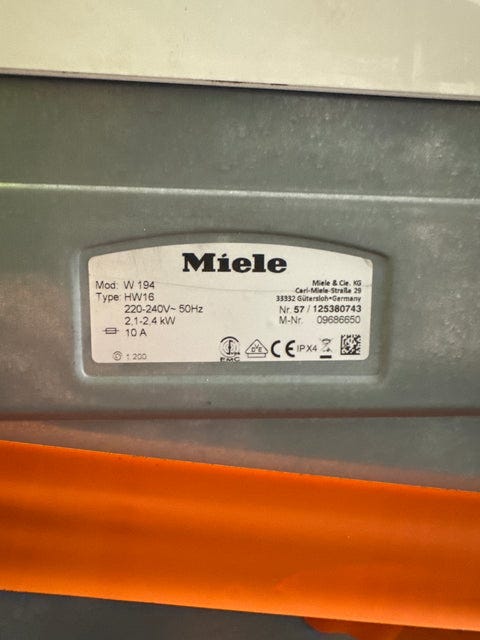 Miele
Mod: W 194
Type: HW16
220-240V~ 50Hz
2,1-2,4 kW
10 A
1 200
Miele & Cie. KG
Carl-Miele-Straße 29
33332 Gütersloh•Germany
Nr. 57 / 125380743
M-Nr. 09686650
EMC
VDE
CE IPX4